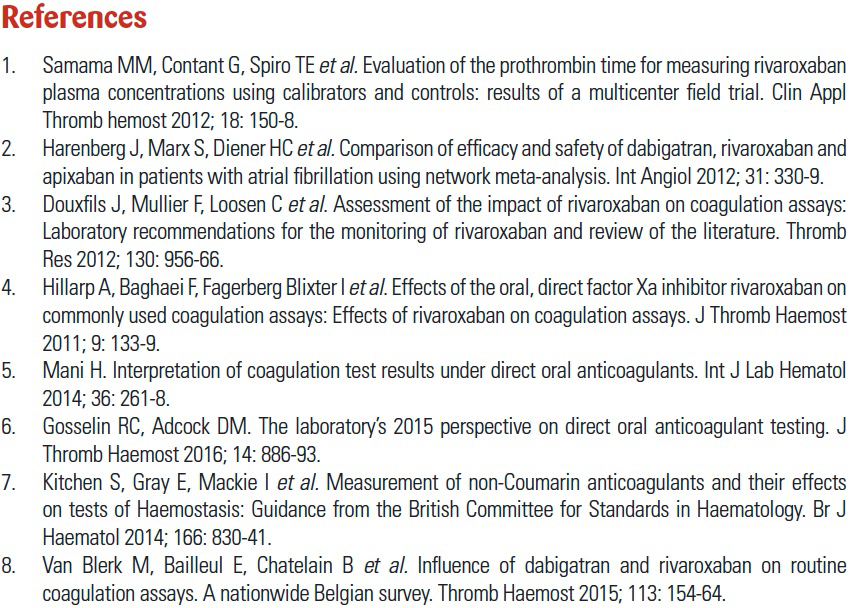 References
1. Samama MM, Contant G, Spiro TE et al. Evaluation of the prothrombin time for measuring rivaroxaban
plasma concentrations using calibrators and controls: results of a multicenter field trial. Clin Appl
Thromb hemost 2012; 18: 150-8.
2. Harenberg J, Marx S, Diener HC et al. Comparison of efficacy and safety of dabigatran, rivaroxaban and
apixaban in patients with atrial fibrillation using network meta-analysis. Int Angiol 2012; 31: 330-9.
3. Douxfils J, Mullier F, Loosen C et al. Assessment of the impact of rivaroxaban on coagulation assays:
Laboratory recommendations for the monitoring of rivaroxaban and review of the literature. Thromb
Res 2012; 130: 956-66.
4. Hillarp A, Baghaei F, Fagerberg Blixter I et al. Effects of the oral, direct factor Xa inhibitor rivaroxaban on
commonly used coagulation assays: Effects of rivaroxaban on coagulation assays. J Thromb Haemost
2011; 9: 133-9.
5. Mani H. Interpretation of coagulation test results under direct oral anticoagulants. Int J Lab Hematol
2014; 36: 261-8.
6. Gosselin RC, Adcock DM. The laboratory's 2015 perspective on direct oral anticoagulant testing. J
Thromb Haemost 2016; 14: 886-93.
7. Kitchen S, Gray E, Mackie I et al. Measurement of non-Coumarin anticoagulants and their effects
on tests of Haemostasis: Guidance from the British Committee for Standards in Haematology. Br J
Haematol 2014; 166: 830-41.
8. Van Blerk M, Bailleul E, Chatelain B et al. Influence of dabigatran and rivaroxaban on routine
coagulation assays. A nationwide Belgian survey. Thromb Haemost 2015; 113: 154-64.